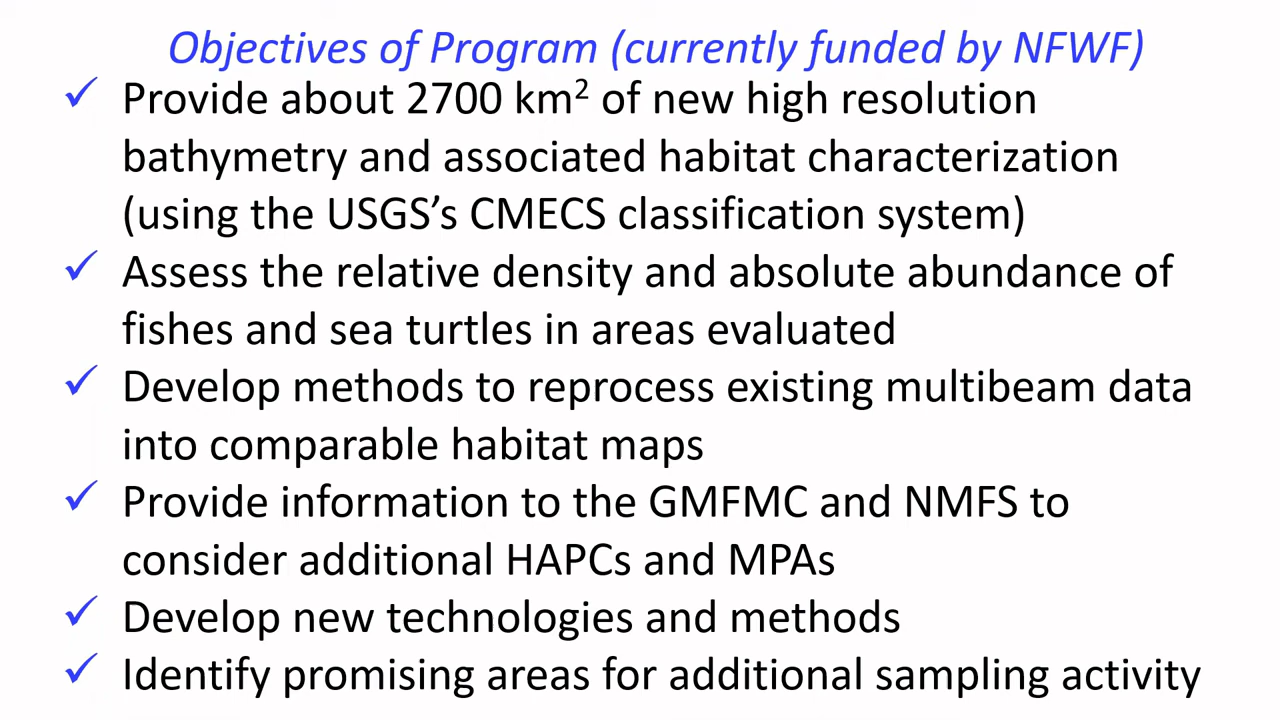 Objectives of Program (currently funded by NFWF)
✓ Provide about 2700 km² of new high resolution
bathymetry and associated habitat characterization
(using the USGS’s CMECS classification system)
✓ Assess the relative density and absolute abundance of
fishes and sea turtles in areas evaluated
✓ Develop methods to reprocess existing multibeam data
into comparable habitat maps
✓ Provide information to the GMFMC and NMFS to
consider additional HAPCs and MPAs
✓ Develop new technologies and methods
✓ Identify promising areas for additional sampling activity